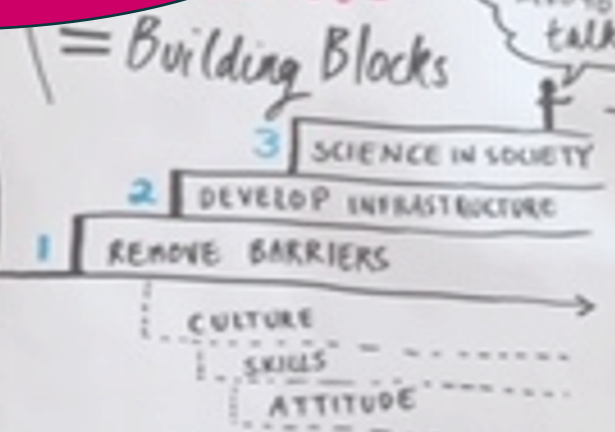 = Building Blocks
talk
3 SCIENCE IN SOCIETY
2 DEVELOP INFRASTRUCTURE
1 REMOVE BARRIERS
CULTURE
SKILLS
ATTITUDE